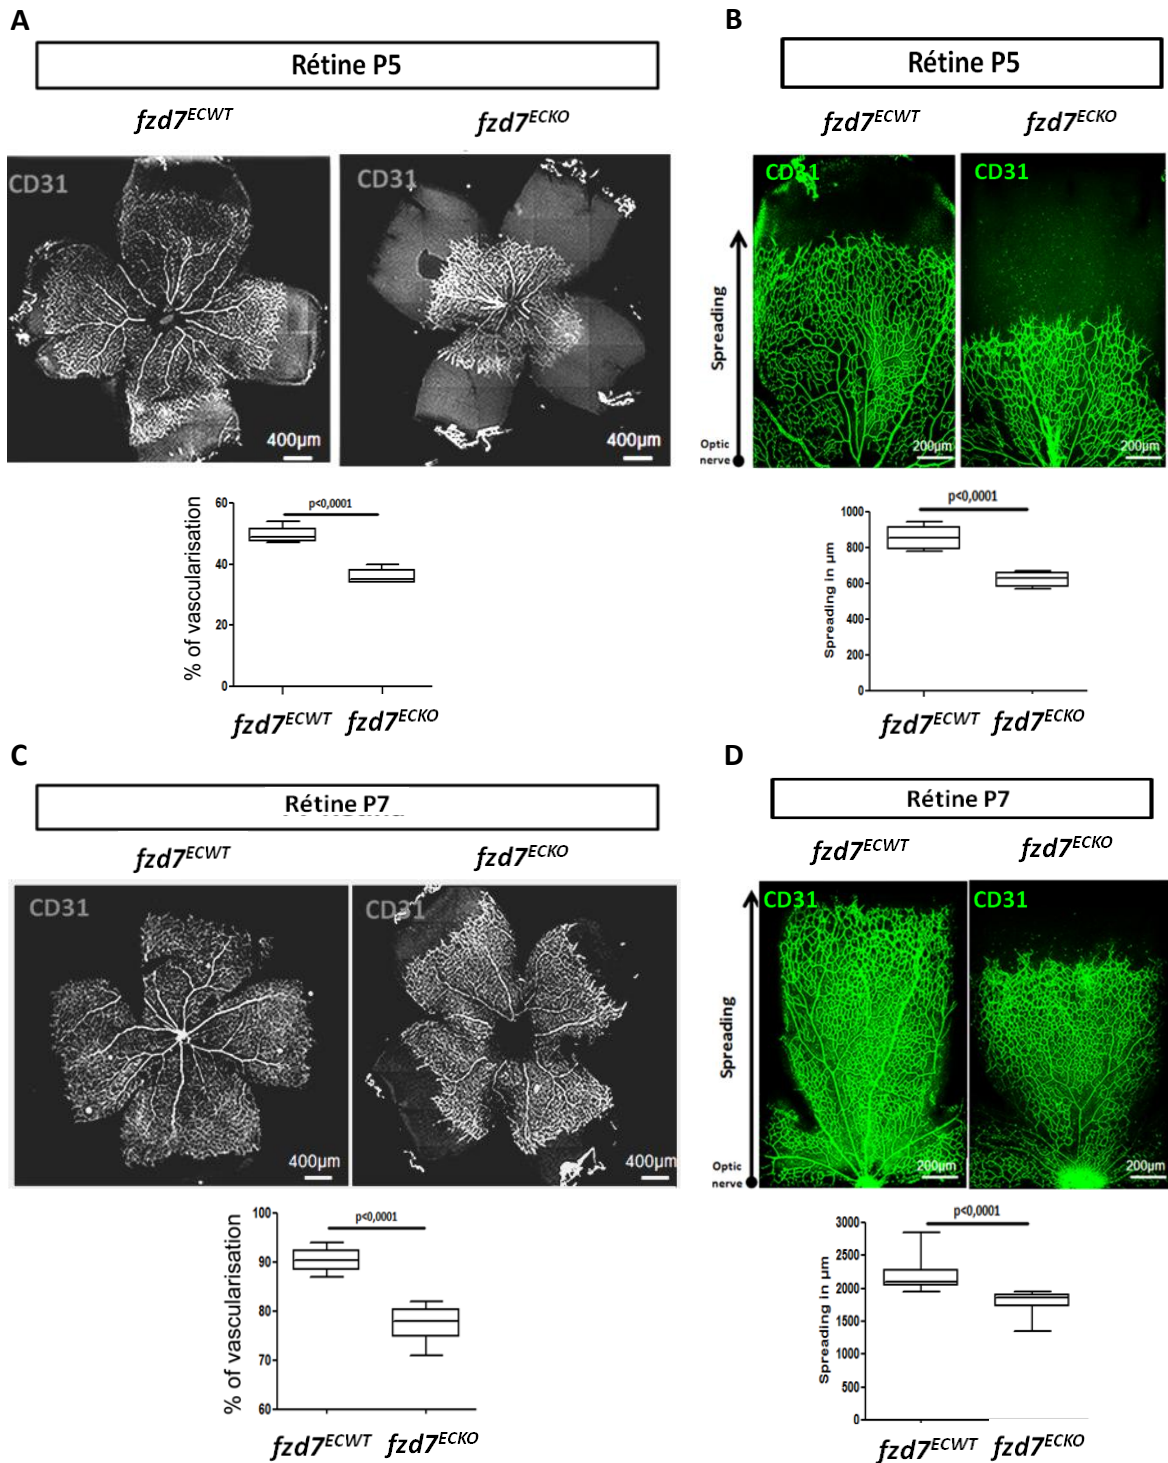 A
Rétine P5
fzd7ECWT
fzd7ECKO
CD31
CD31
400µm
400µm
% of vascularisation
60
40
20
0
p<0,0001
fzd7ECWT
fzd7ECKO
B
Rétine P5
fzd7ECWT
fzd7ECKO
CD31
CD31
Spreading
Optic
nerve
200µm
200µm
Spreading in µm
1000
800
600
400
200
0
p<0,0001
fzd7ECWT
fzd7ECKO
C
Rétine P7
fzd7ECWT
fzd7ECKO
CD31
CD31
400µm
400µm
% of vascularisation
100
90
80
70
60
p<0,0001
fzd7ECWT
fzd7ECKO
D
Rétine P7
fzd7ECWT
fzd7ECKO
CD31
CD31
Spreading
Optic
nerve
200µm
200µm
Spreading in µm
3000
2500
2000
1500
1000
500
0
p<0,0001
fzd7ECWT
fzd7ECKO